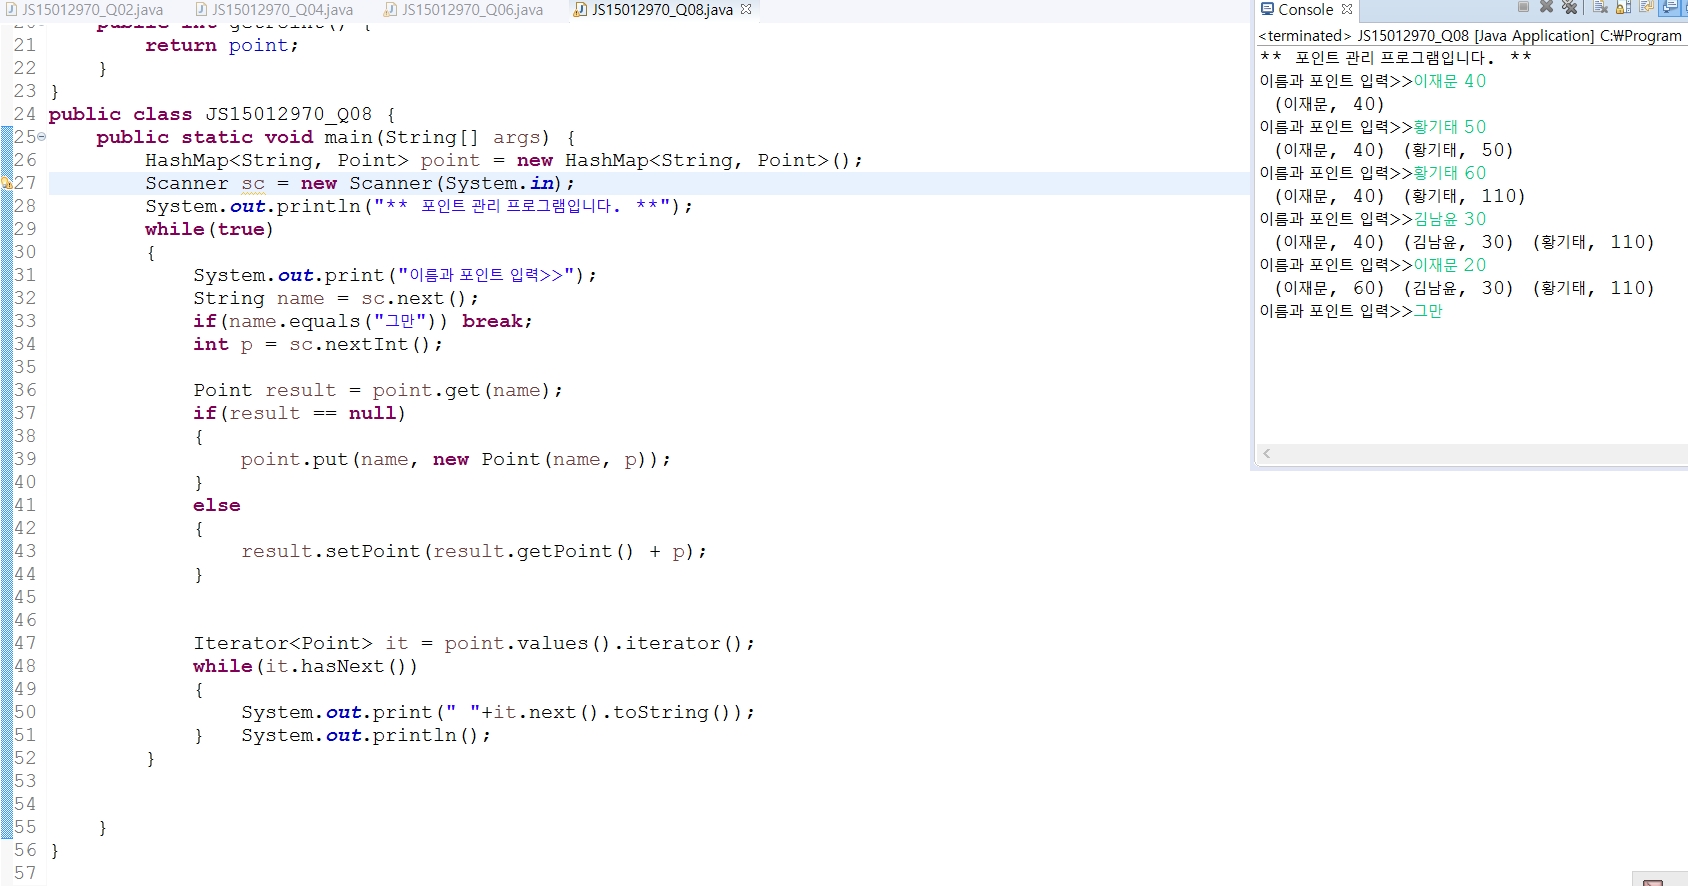 JS15012970_Q02.java JS15012970_Q04.java JS15012970_Q06.java JS15012970_Q08.java
20 public int getPoint() {
21 return point;
22 }
23 }
24 public class JS15012970_Q08 {
25 public static void main(String[] args) {
26 HashMap<String, Point> point = new HashMap<String, Point>();
27 Scanner sc = new Scanner(System.in);
28 System.out.println("** 포인트 관리 프로그램입니다. **");
29 while(true)
30 {
31 System.out.print("이름과 포인트 입력>>");
32 String name = sc.next();
33 if(name.equals("그만")) break;
34 int p = sc.nextInt();
35
36 Point result = point.get(name);
37 if(result == null)
38 {
39 point.put(name, new Point(name, p));
40 }
41 else
42 {
43 result.setPoint(result.getPoint() + p);
44 }
45
46
47 Iterator<Point> it = point.values().iterator();
48 while(it.hasNext())
49 {
50 System.out.print(" "+it.next().toString());
51 } System.out.println();
52 }
53
54
55 }
56 }
57
Console
<terminated> JS15012970_Q08 [Java Application] C:₩Program
** 포인트 관리 프로그램입니다. **
이름과 포인트 입력>>이재문 40
(이재문, 40)
이름과 포인트 입력>>황기태 50
(이재문, 40) (황기태, 50)
이름과 포인트 입력>>황기태 60
(이재문, 40) (황기태, 110)
이름과 포인트 입력>>김남윤 30
(이재문, 40) (김남윤, 30) (황기태, 110)
이름과 포인트 입력>>이재문 20
(이재문, 60) (김남윤, 30) (황기태, 110)
이름과 포인트 입력>>그만